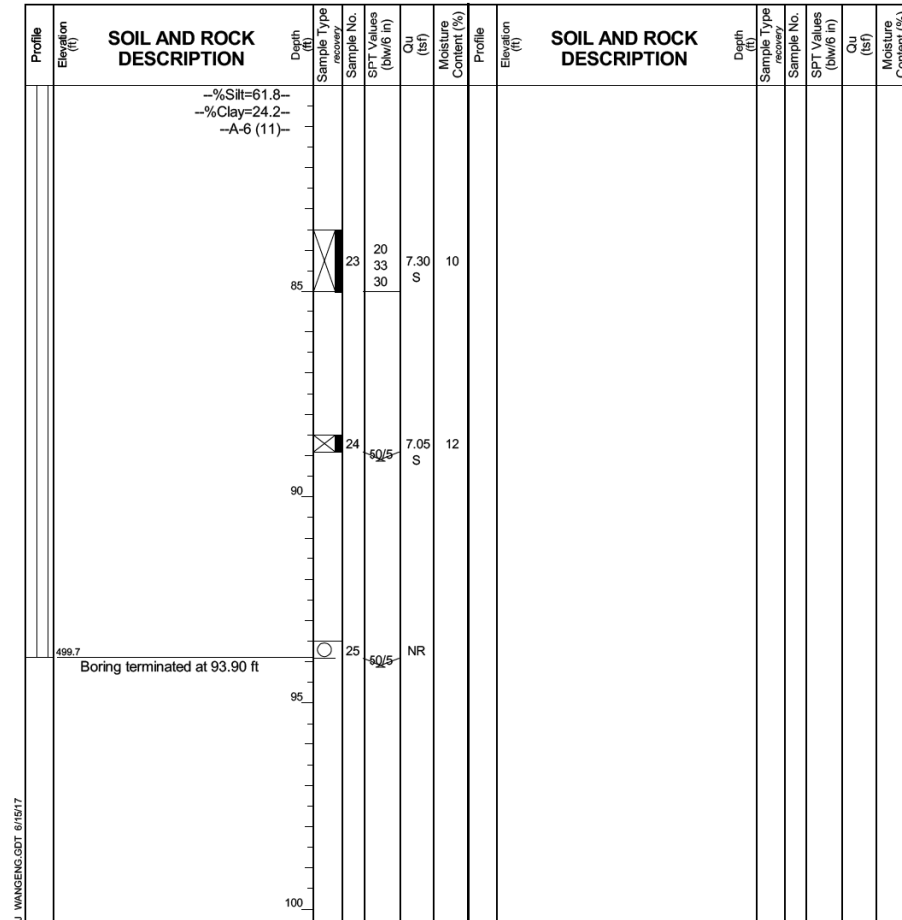 Profile
Elevation
(ft)
SOIL AND ROCK
DESCRIPTION
Depth
(ft)
Sample Type
recovery
Sample No.
SPT Values
(blw/6 in)
Qu
(tsf)
Moisture
Content (%)
Profile
Elevation
(ft)
SOIL AND ROCK
DESCRIPTION
Depth
(ft)
Sample Type
recovery
Sample No.
SPT Values
(blw/6 in)
Qu
(tsf)
Moisture
Content (%)
--%Silt=61.8--
--%Clay=24.2--
--A-6 (11)--
23
20
33
30
7.30
S
10
85
24
50/5
7.05
S
12
90
499.7
25
50/5
NR
Boring terminated at 93.90 ft
95
100
J WANGENG.GDT 6/15/17